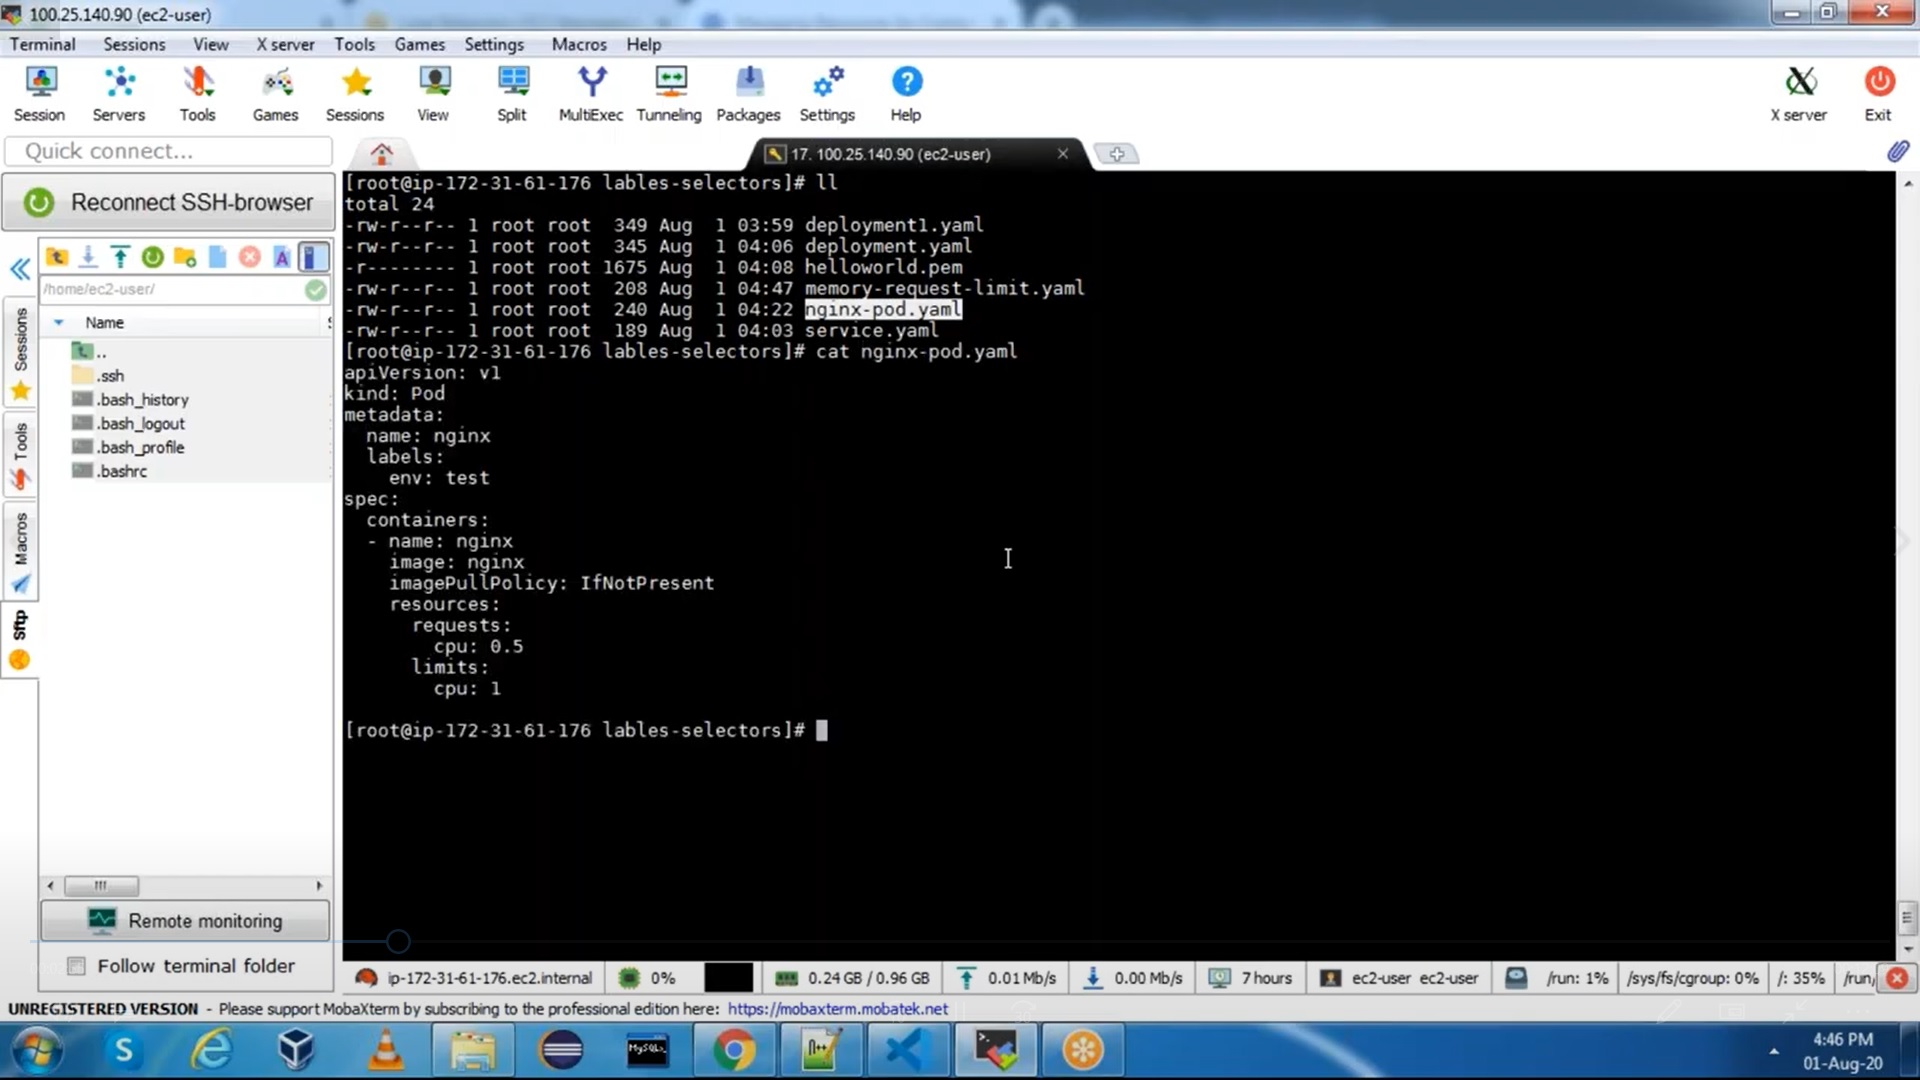 100.25.140.90 (ec2-user)
Terminal Sessions View X server Tools Games Settings Macros Help
Session Servers Tools Games Sessions View Split MultiExec Tunneling Packages Settings Help X server Exit
Quick connect...
17. 100.25.140.90 (ec2-user)
Reconnect SSH-browser
/home/ec2-user/
Name
..
.ssh
.bash_history
.bash_logout
.bash_profile
.bashrc
Sessions
Tools
Macros
Sftp
[root@ip-172-31-61-176 lables-selectors]# ll
total 24
-rw-r--r-- 1 root root 349 Aug 1 03:59 deployment1.yaml
-rw-r--r-- 1 root root 345 Aug 1 04:06 deployment.yaml
-r-------- 1 root root 1675 Aug 1 04:08 helloworld.pem
-rw-r--r-- 1 root root 208 Aug 1 04:47 memory-request-limit.yaml
-rw-r--r-- 1 root root 240 Aug 1 04:22 nginx-pod.yaml
-rw-r--r-- 1 root root 189 Aug 1 04:03 service.yaml
[root@ip-172-31-61-176 lables-selectors]# cat nginx-pod.yaml
apiVersion: v1
kind: Pod
metadata:
  name: nginx
  labels:
    env: test
spec:
  containers:
  - name: nginx
    image: nginx
    imagePullPolicy: IfNotPresent
    resources:
      requests:
        cpu: 0.5
      limits:
        cpu: 1
[root@ip-172-31-61-176 lables-selectors]#
Remote monitoring
Follow terminal folder
ip-172-31-61-176.ec2.internal 0% 0.24 GB / 0.96 GB 0.01 Mb/s 0.00 Mb/s 7 hours ec2-user ec2-user /run: 1% /sys/fs/cgroup: 0% /: 35% /run/
UNREGISTERED VERSION - Please support MobaXterm by subscribing to the professional edition here: https://mobaxterm.mobatek.net
MySQL
4:46 PM
01-Aug-20